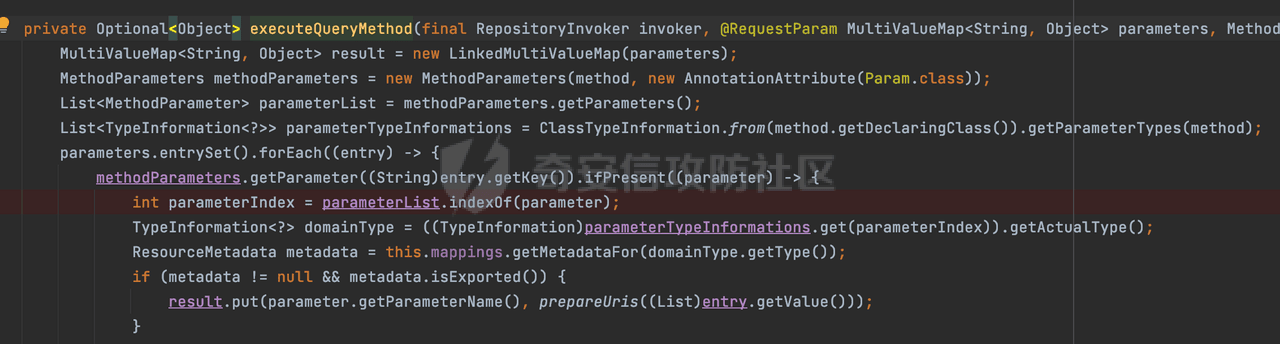 private Optional<Object> executeQueryMethod(final RepositoryInvoker invoker, @RequestParam MultiValueMap<String, Object> parameters, Method
MultiValueMap<String, Object> result = new LinkedMultiValueMap(parameters);
MethodParameters methodParameters = new MethodParameters(method, new AnnotationAttribute(Param.class));
List<MethodParameter> parameterList = methodParameters.getParameters();
List<TypeInformation<?>> parameterTypeInformations = ClassTypeInformation.from(method.getDeclaringClass()).getParameterTypes(method);
parameters.entrySet().forEach((entry) -> {
methodParameters.getParameter((String)entry.getKey()).ifPresent((parameter) -> {
int parameterIndex = parameterList.indexOf(parameter);
TypeInformation<?> domainType = ((TypeInformation)parameterTypeInformations.get(parameterIndex)).getActualType();
ResourceMetadata metadata = this.mappings.getMetadataFor(domainType.getType());
if (metadata != null && metadata.isExported()) {
result.put(parameter.getParameterName(), prepareUris((List)entry.getValue()));
}
奇安信攻防社区